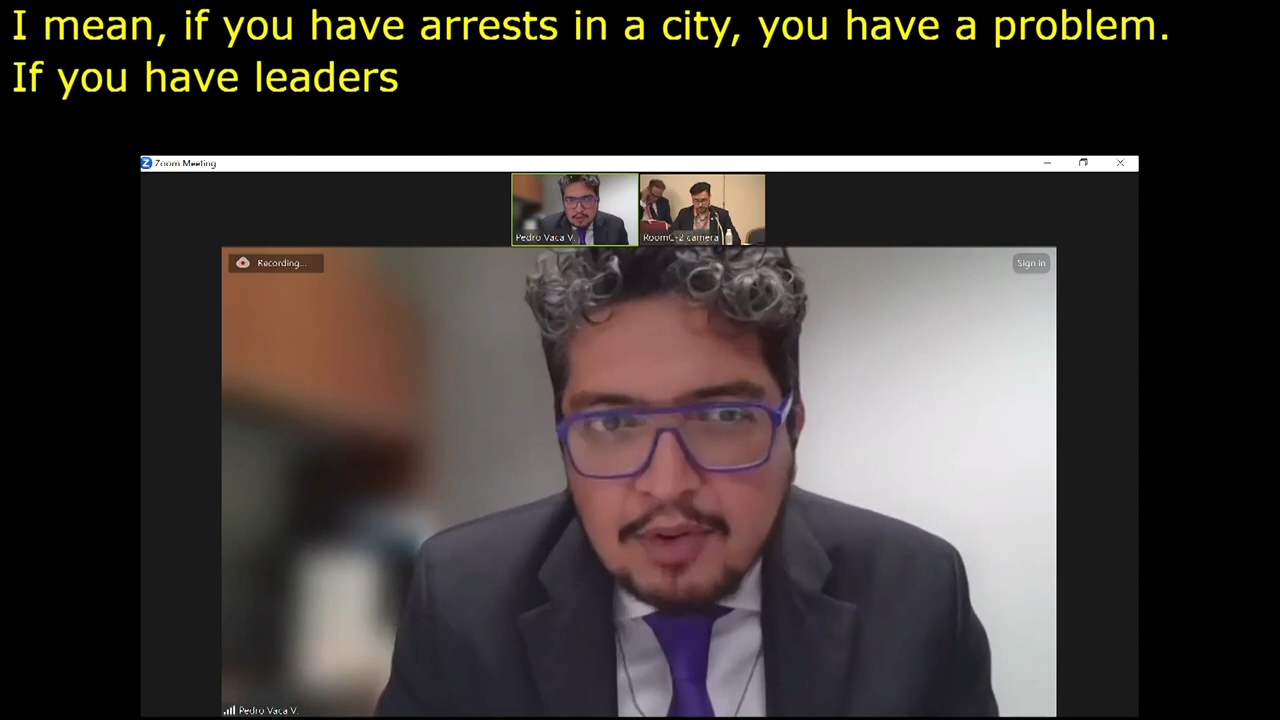 I mean, if you have arrests in a city, you have a problem.
If you have leaders
Zoom Meeting
Pedro Vaca V.
RoomC-2 camera
Recording...
Sign in
Pedro Vaca V.